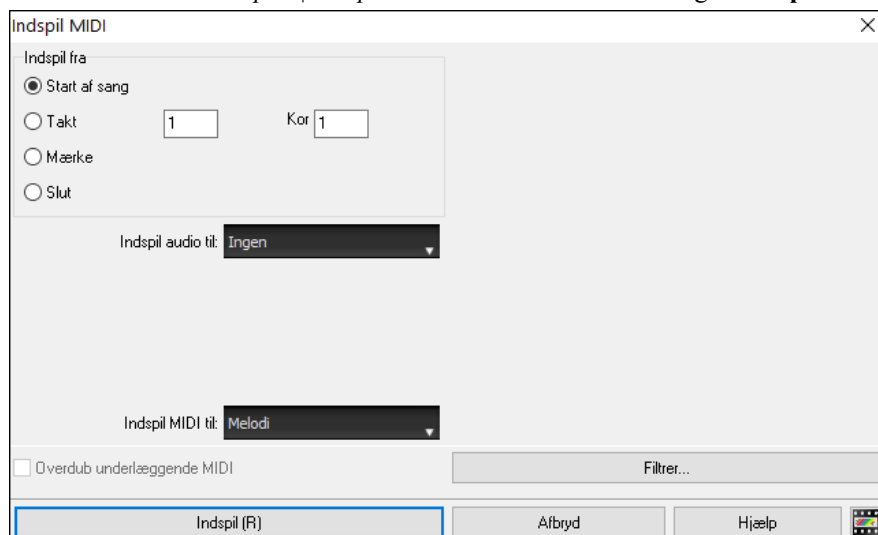 Indspil MIDI
Indspil fra
Start af sang
Takt 1 Kor 1
Mærke
Slut
Indspil audio til: Ingen
Indspil MIDI til: Melodi
Overdub underlæggende MIDI
Filtrer...
Indspil (R) Afbryd Hjælp